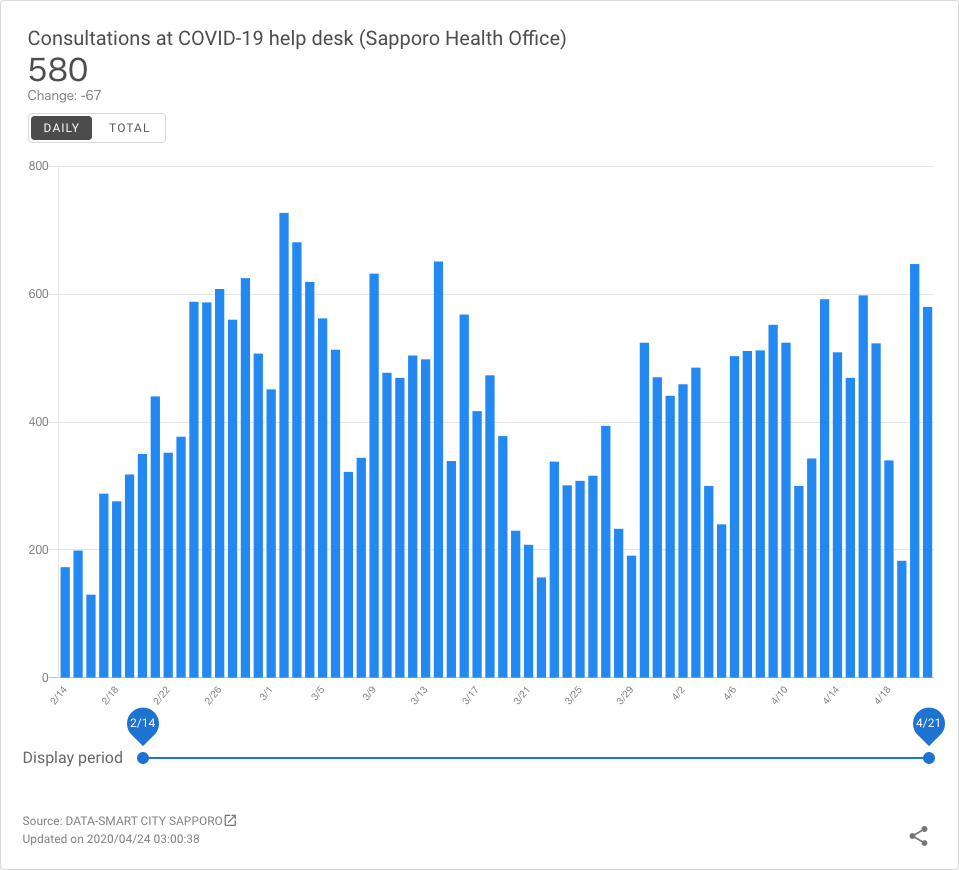 Consultations at COVID-19 help desk (Sapporo Health Office)
580
Change: -67
DAILY TOTAL
800
600
400
200
0
2/14 2/18 2/22 2/26 3/1 3/5 3/9 3/13 3/17 3/21 3/25 3/29 4/2 4/6 4/10 4/14 4/18
2/14 4/21
Display period
Source: DATA-SMART CITY SAPPORO
Updated on 2020/04/24 03:00:38